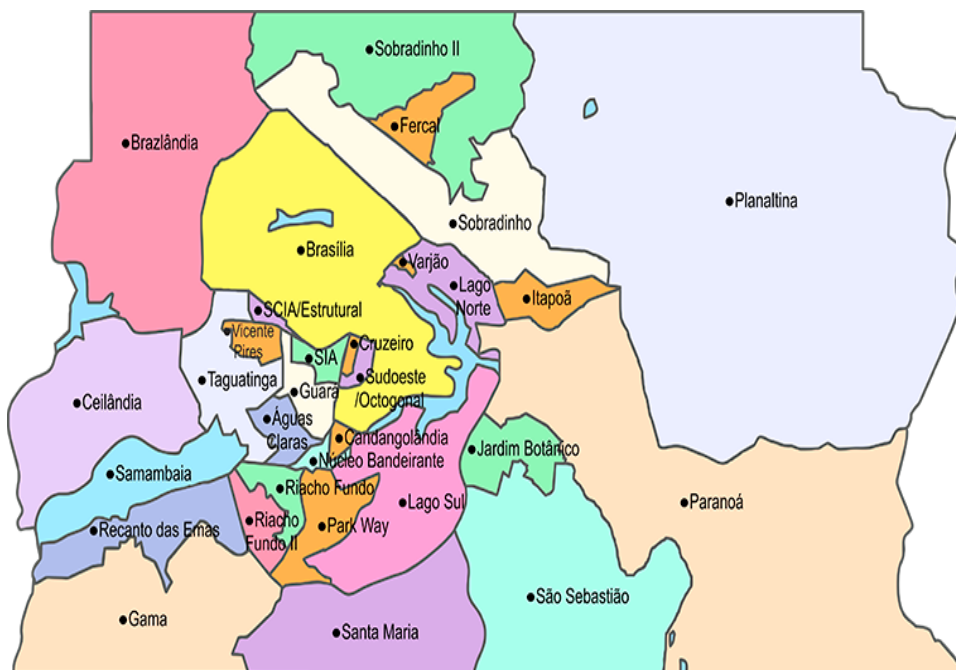 Sobradinho II
Fercal
Brazlândia
Planaltina
Sobradinho
Brasília
Varjão
Lago
Norte
Itapoã
SCIA/Estrutural
Vicente
Pires
SIA
Cruzeiro
Taguatinga
Sudoeste
/Octogonal
Guará
Ceilândia
Águas
Claras
Candangolândia
Jardim Botânico
Núcleo Bandeirante
Samambaia
Riacho Fundo
Lago Sul
Paranoá
Riacho
Fundo II
Park Way
Recanto das Emas
São Sebastião
Gama
Santa Maria